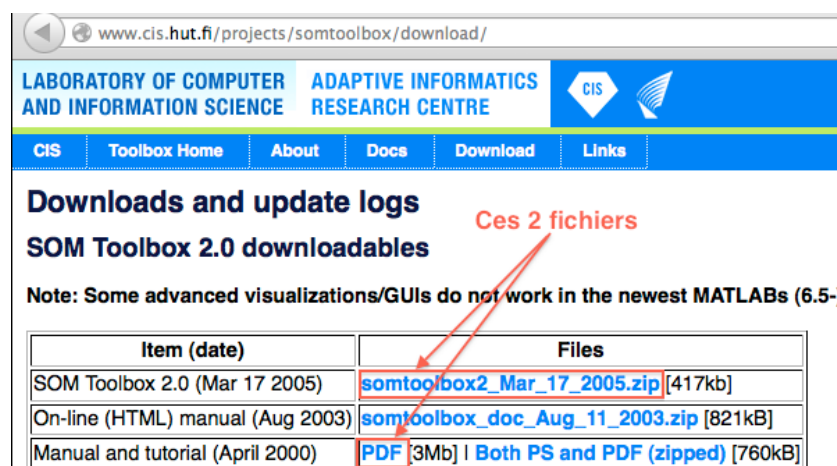 www.cis.hut.fi/projects/somtoolbox/download/
LABORATORY OF COMPUTER AND INFORMATION SCIENCE
ADAPTIVE INFORMATICS RESEARCH CENTRE
CIS
CIS Toolbox Home About Docs Download Links
Downloads and update logs
Ces 2 fichiers
SOM Toolbox 2.0 downloadables
Note: Some advanced visualizations/GUIs do not work in the newest MATLABs (6.5-
Item (date) Files
SOM Toolbox 2.0 (Mar 17 2005) somtoolbox2_Mar_17_2005.zip [417kb]
On-line (HTML) manual (Aug 2003) somtoolbox_doc_Aug_11_2003.zip [821kB]
Manual and tutorial (April 2000) PDF [3Mb] | Both PS and PDF (zipped) [760kB]